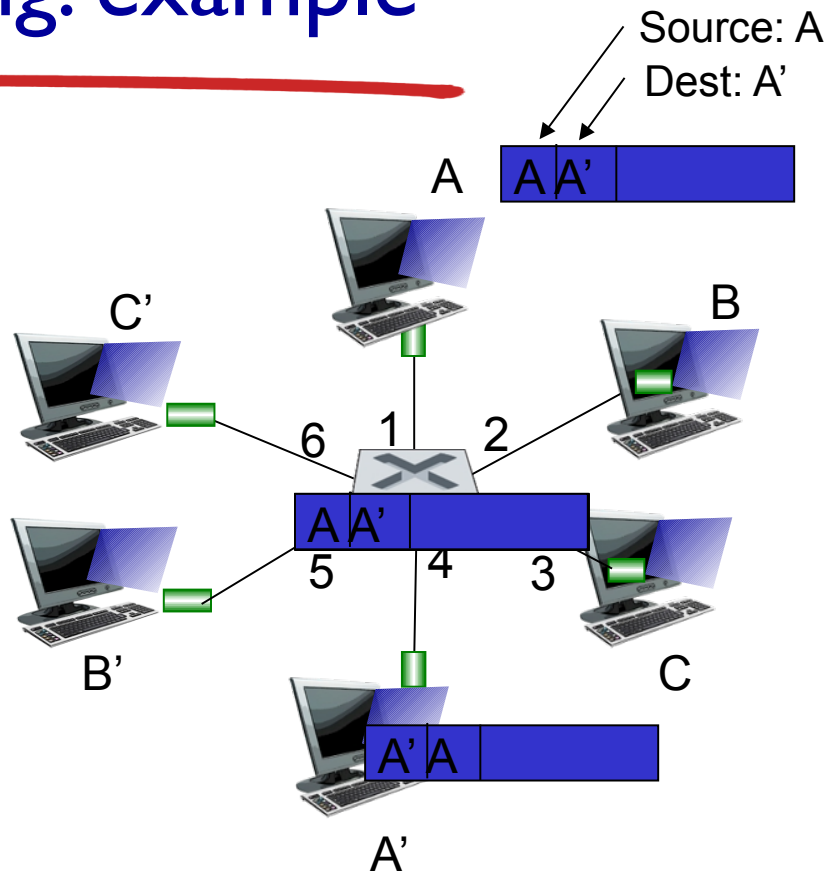 g: example
Source: A
Dest: A’
A
A A’
C’
B
6 1 2
A A’
5 4 3
B’
C
A’ A
A’